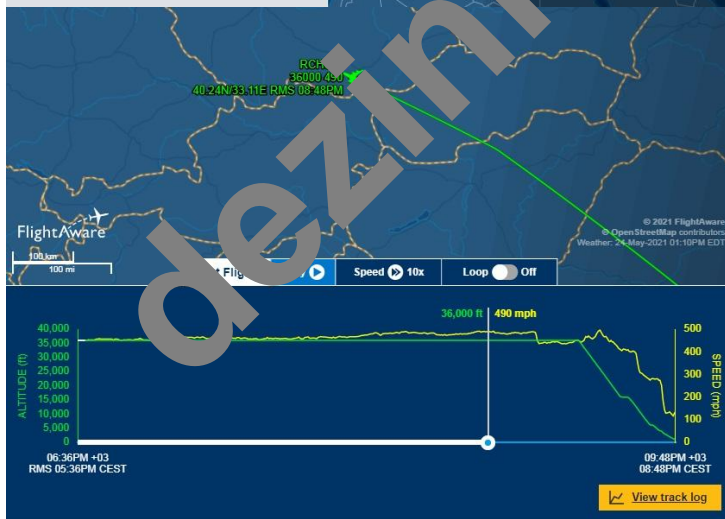 RCH
36000 490
40.24N/33.11E RMS 08:48PM
FlightAware
© 2021 FlightAware
© OpenStreetMap contributors
Weather: 24-May-2021 01:10PM EDT
100 km
100 mi
Speed 10x
Loop Off
36,000 ft 490 mph
ALTITUDE (ft)
40,000
35,000
30,000
25,000
20,000
15,000
10,000
5,000
0
500
400
300
200
100
0
SPEED (mph)
06:36PM +03
RMS 05:36PM CEST
09:48PM +03
08:48PM CEST
View track log
dezinf